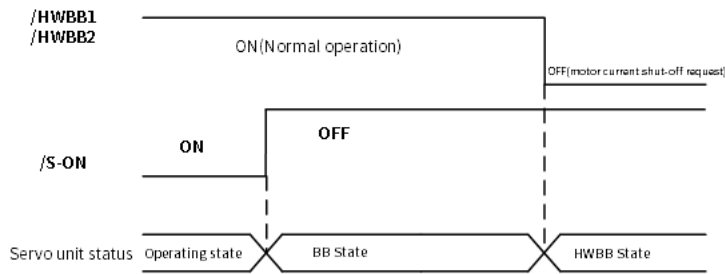 /HWBB1
/HWBB2
ON(Normal operation)
OFF(motor current shut-off request)
/S-ON
ON
OFF
Servo unit status
Operating state
BB State
HWBB State